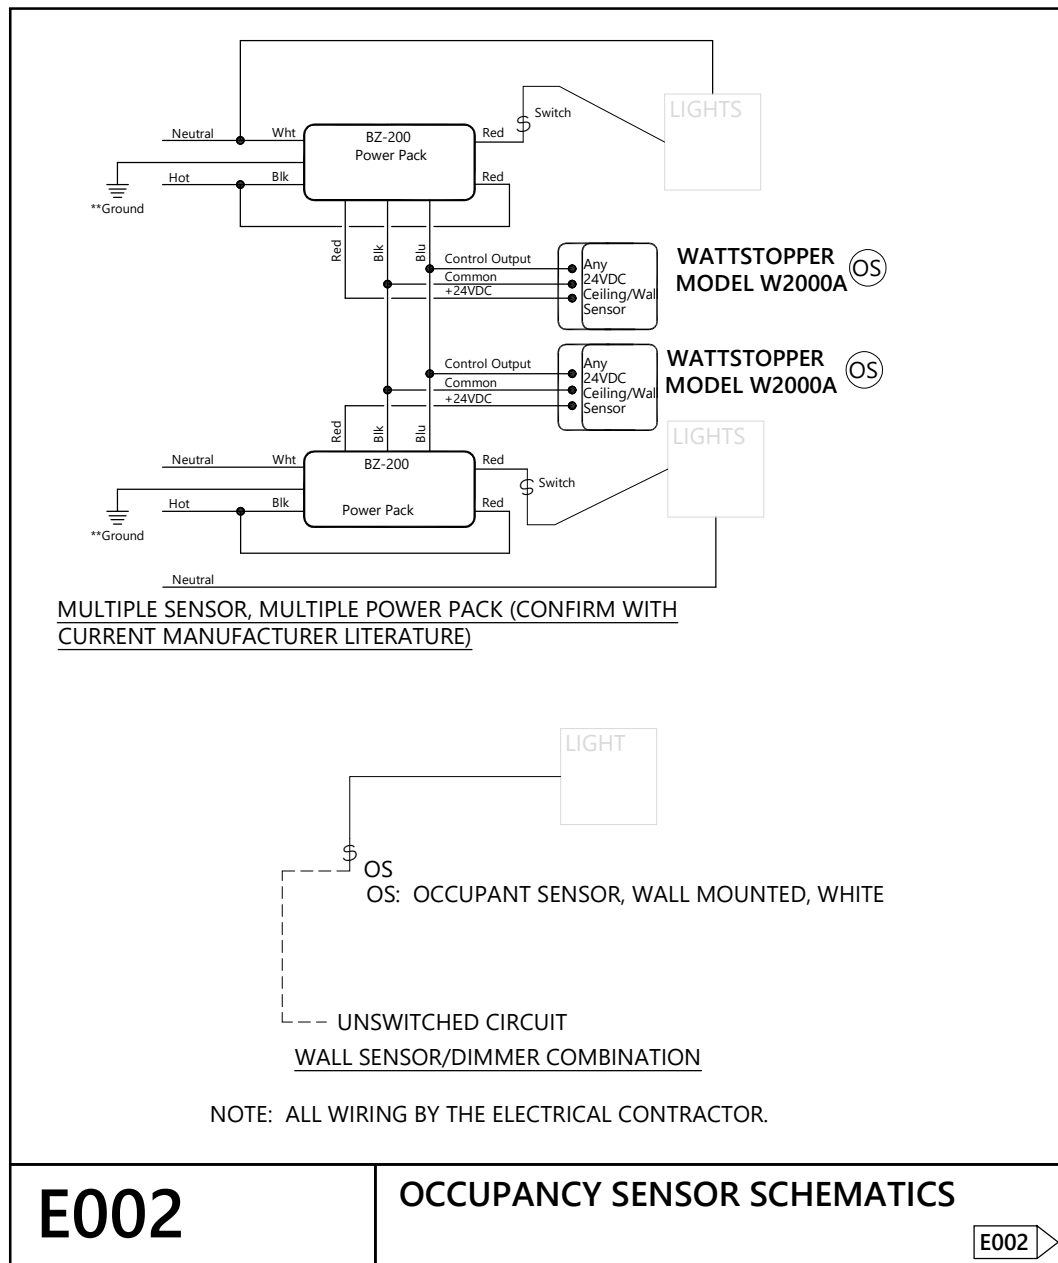 LIGHTS
Switch
Neutral
Wht
BZ-200
Power Pack
Red
Hot
Blk
Red
**Ground
Red
Blk
Blu
Control Output
Common
+24VDC
Any
24VDC
Ceiling/Wal
Sensor
WATTSTOPPER
MODEL W2000A
OS
Control Output
Common
+24VDC
Any
24VDC
Ceiling/Wal
Sensor
WATTSTOPPER
MODEL W2000A
OS
Red
Blk
Blu
LIGHTS
Neutral
Wht
BZ-200
Red
Switch
Hot
Blk
Power Pack
Red
**Ground
Neutral
MULTIPLE SENSOR, MULTIPLE POWER PACK (CONFIRM WITH
CURRENT MANUFACTURER LITERATURE)
LIGHT
OS
OS: OCCUPANT SENSOR, WALL MOUNTED, WHITE
UNSWITCHED CIRCUIT
WALL SENSOR/DIMMER COMBINATION
NOTE: ALL WIRING BY THE ELECTRICAL CONTRACTOR.
E002
OCCUPANCY SENSOR SCHEMATICS
E002